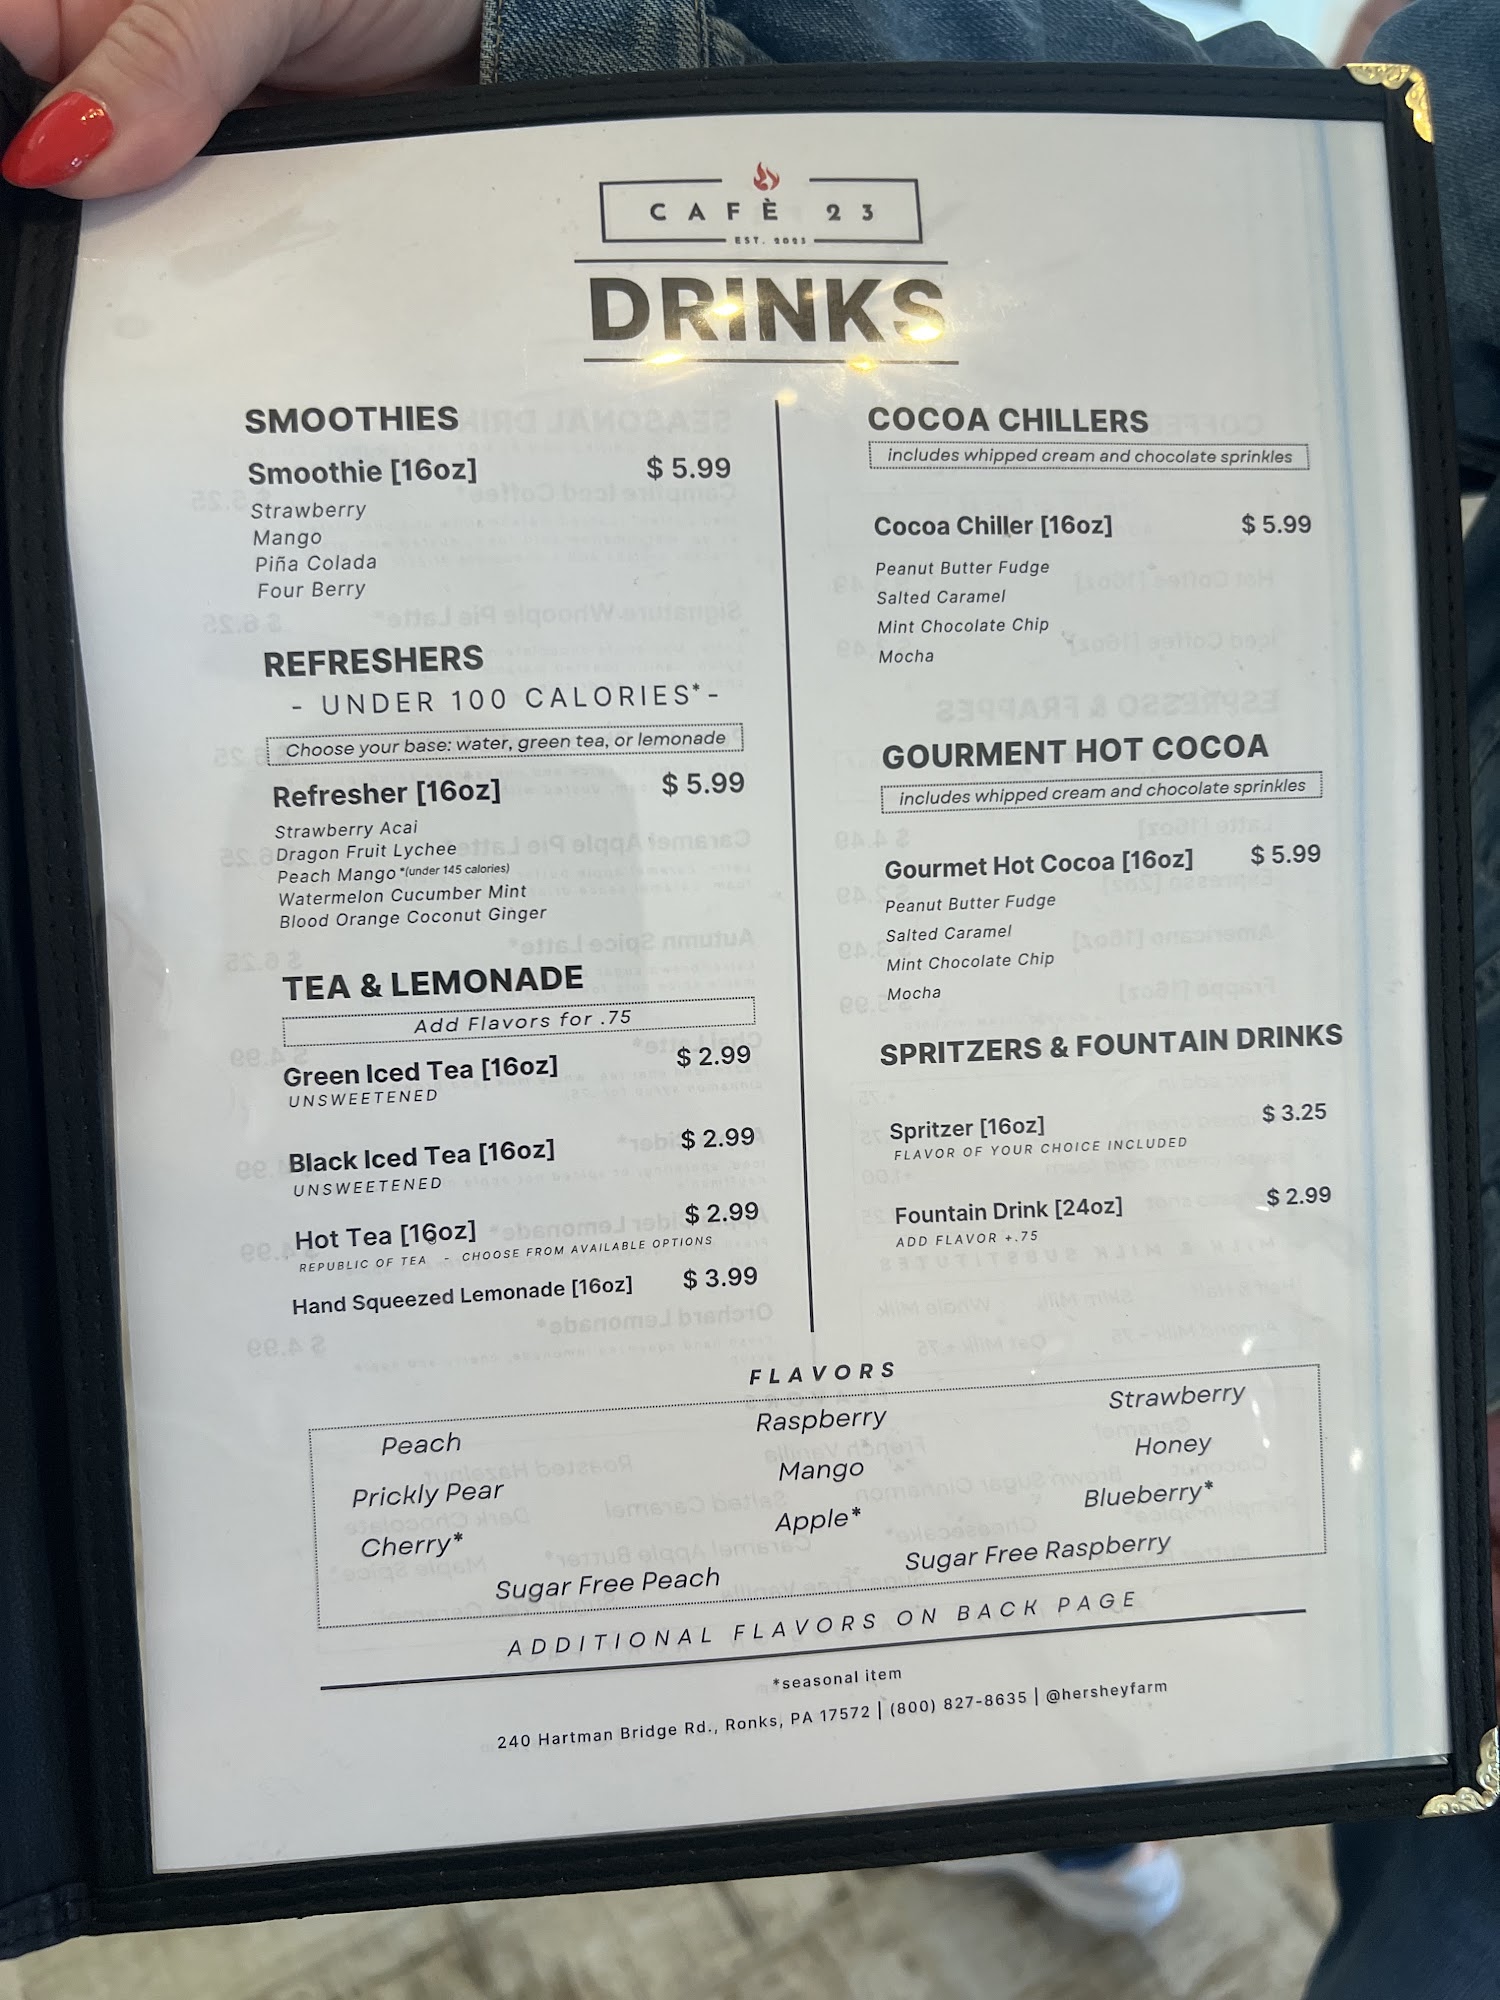 CAFÈ 23
EST. 2023
DRINKS
SMOOTHIES
Smoothie [16oz] $ 5.99
Strawberry
Mango
Piña Colada
Four Berry
REFRESHERS
- UNDER 100 CALORIES* -
Choose your base: water, green tea, or lemonade
Refresher [16oz] $ 5.99
Strawberry Acai
Dragon Fruit Lychee
Peach Mango *(under 145 calories)
Watermelon Cucumber Mint
Blood Orange Coconut Ginger
TEA & LEMONADE
Add Flavors for .75
Green Iced Tea [16oz] $ 2.99
UNSWEETENED
Black Iced Tea [16oz] $ 2.99
UNSWEETENED
Hot Tea [16oz] $ 2.99
REPUBLIC OF TEA - CHOOSE FROM AVAILABLE OPTIONS
Hand Squeezed Lemonade [16oz] $ 3.99
COCOA CHILLERS
includes whipped cream and chocolate sprinkles
Cocoa Chiller [16oz] $ 5.99
Peanut Butter Fudge
Salted Caramel
Mint Chocolate Chip
Mocha
GOURMENT HOT COCOA
includes whipped cream and chocolate sprinkles
Gourmet Hot Cocoa [16oz] $ 5.99
Peanut Butter Fudge
Salted Caramel
Mint Chocolate Chip
Mocha
SPRITZERS & FOUNTAIN DRINKS
Spritzer [16oz] $ 3.25
FLAVOR OF YOUR CHOICE INCLUDED
Fountain Drink [24oz] $ 2.99
ADD FLAVOR +.75
FLAVORS
Peach Raspberry Strawberry
Prickly Pear Mango Honey
Cherry* Apple* Blueberry*
Sugar Free Peach Sugar Free Raspberry
ADDITIONAL FLAVORS ON BACK PAGE
*seasonal item
240 Hartman Bridge Rd., Ronks, PA 17572 | (800) 827-8635 | @hersheyfarm